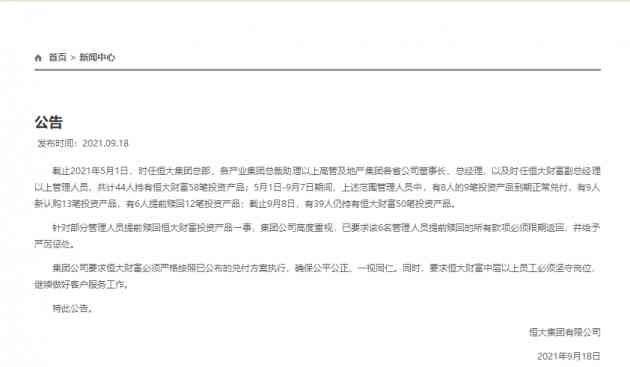 首页 > 新闻中心
公告
发布时间：2021.09.18
截止2021年5月1日，时任恒大集团总部、各产业集团总裁助理以上高管及地产集团各省公司董事长、总经理，以及时任恒大财富副总经理
以上管理人员，共计44人持有恒大财富58笔投资产品；5月1日-9月7日期间，上述范围管理人员中，有8人的9笔投资产品到期正常兑付，有9人
新认购13笔投资产品，有6人提前赎回12笔投资产品；截止9月8日，有39人仍持有恒大财富50笔投资产品。
针对部分管理人员提前赎回恒大财富投资产品一事，集团公司高度重视，已要求该6名管理人员提前赎回的所有款项必须限期返回，并给予
严厉惩处。
集团公司要求恒大财富必须严格按照已公布的兑付方案执行，确保公平公正、一视同仁。同时，要求恒大财富中层以上员工必须坚守岗位，
继续做好客户服务工作。
特此公告。
恒大集团有限公司
2021年9月18日